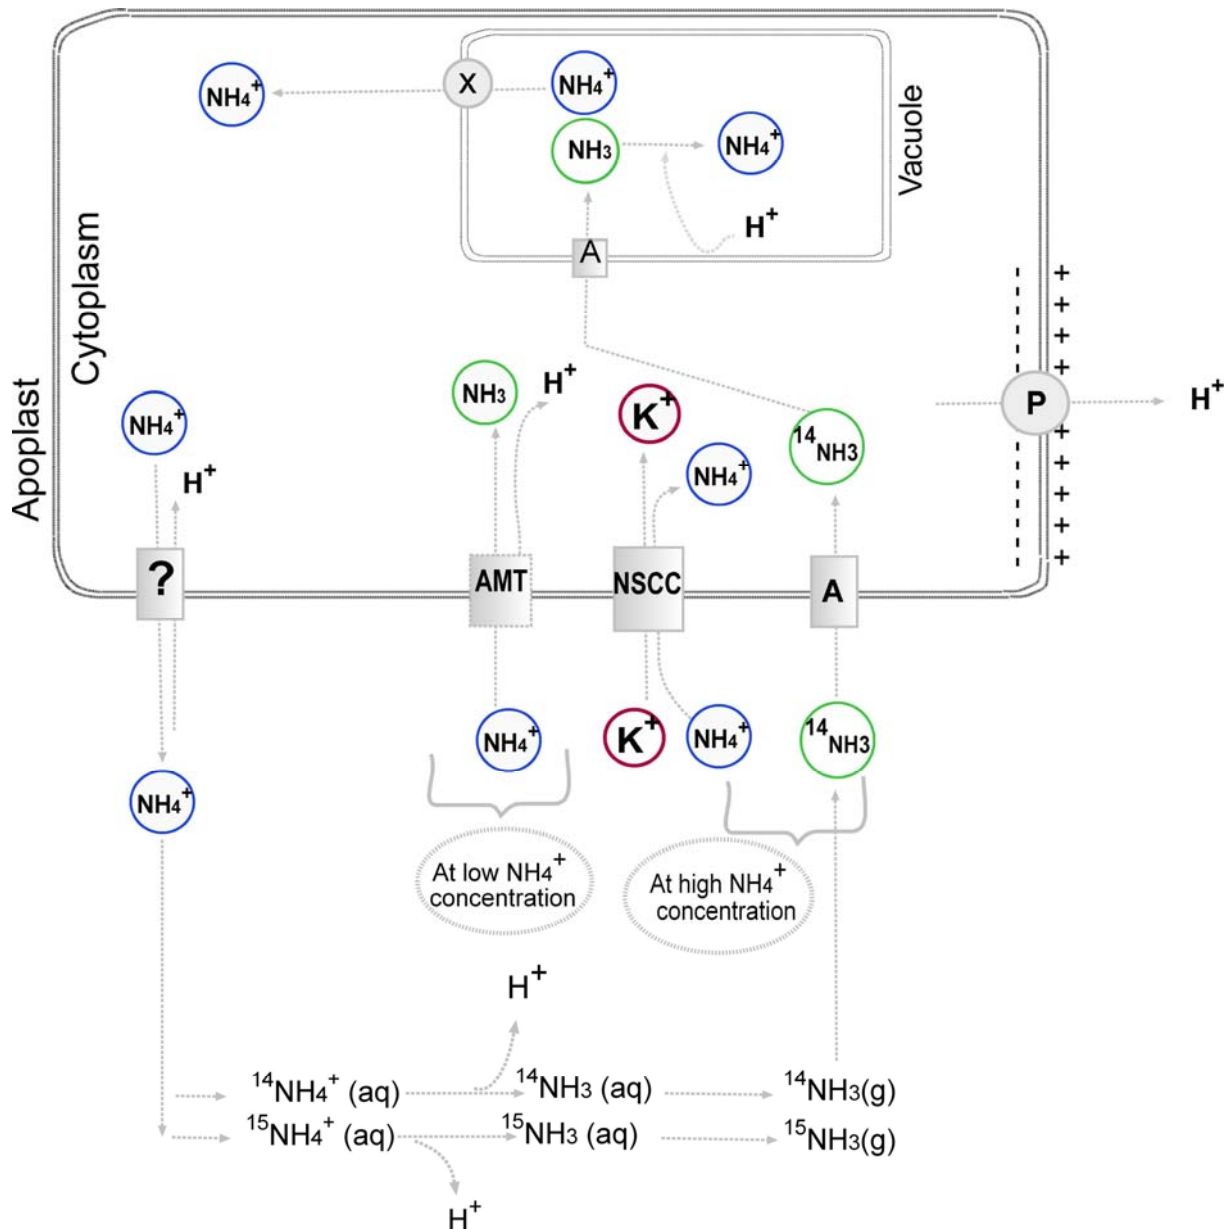 NH4+
X
NH4+
NH3
NH4+
H+
Vacuole
A
Cytoplasm
Apoplast
NH4+
H+
NH3
H+
K+
NH4+
14NH3
P
H+
+
+
+
+
+
+
+
+
+
?
AMT
NSCC
A
NH4+
NH4+
K+
NH4+
14NH3
At low NH4+
concentration
At high NH4+
concentration
H+
14NH4+ (aq)
14NH3 (aq)
14NH3(g)
15NH4+ (aq)
15NH3 (aq)
15NH3(g)
H+